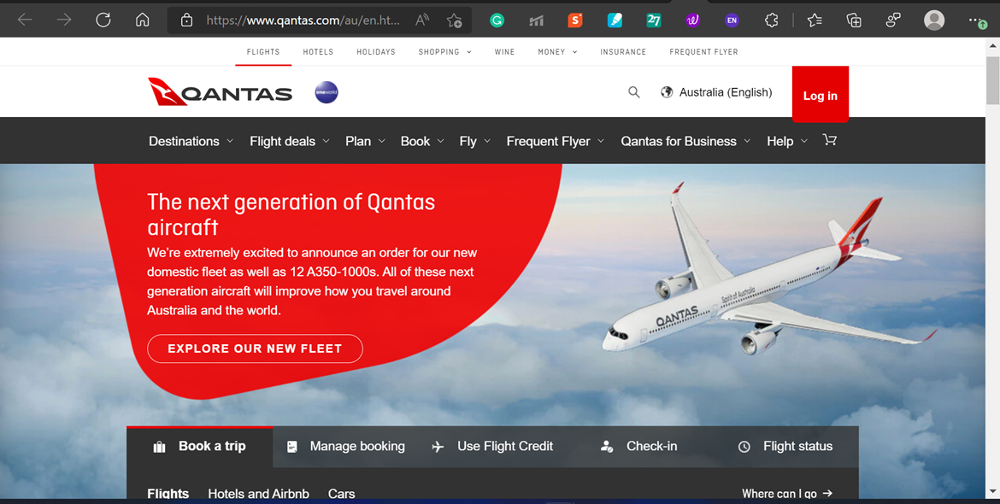 https://www.qantas.com/au/en.ht...
EN
FLIGHTS HOTELS HOLIDAYS SHOPPING WINE MONEY INSURANCE FREQUENT FLYER
QANTAS
oneworld
Australia (English)
Log in
Destinations Flight deals Plan Book Fly Frequent Flyer Qantas for Business Help
The next generation of Qantas
aircraft
We're extremely excited to announce an order for our new
domestic fleet as well as 12 A350-1000s. All of these next
generation aircraft will improve how you travel around
Australia and the world.
EXPLORE OUR NEW FLEET
QANTAS
Spirit of Australia
Book a trip Manage booking Use Flight Credit Check-in Flight status
Flights Hotels and Airbnb Cars Where can I go →